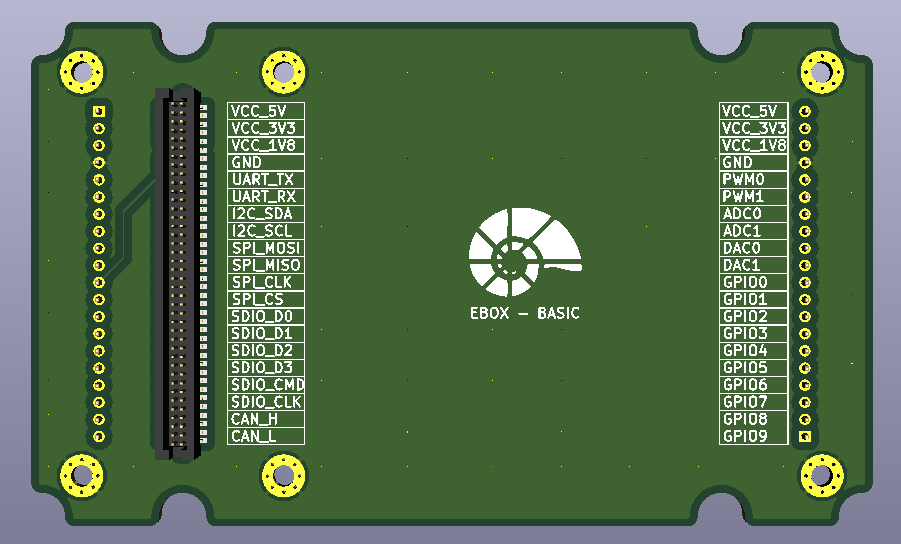 VCC_5V
VCC_3V3
VCC_1V8
GND
UART_TX
UART_RX
I2C_SDA
I2C_SCL
SPI_MOSI
SPI_MISO
SPI_CLK
SPI_CS
SDIO_D0
SDIO_D1
SDIO_D2
SDIO_D3
SDIO_CMD
SDIO_CLK
CAN_H
CAN_L
EBOX - BASIC
VCC_5V
VCC_3V3
VCC_1V8
GND
PWM0
PWM1
ADC0
ADC1
DAC0
DAC1
GPIO0
GPIO1
GPIO2
GPIO3
GPIO4
GPIO5
GPIO6
GPIO7
GPIO8
GPIO9